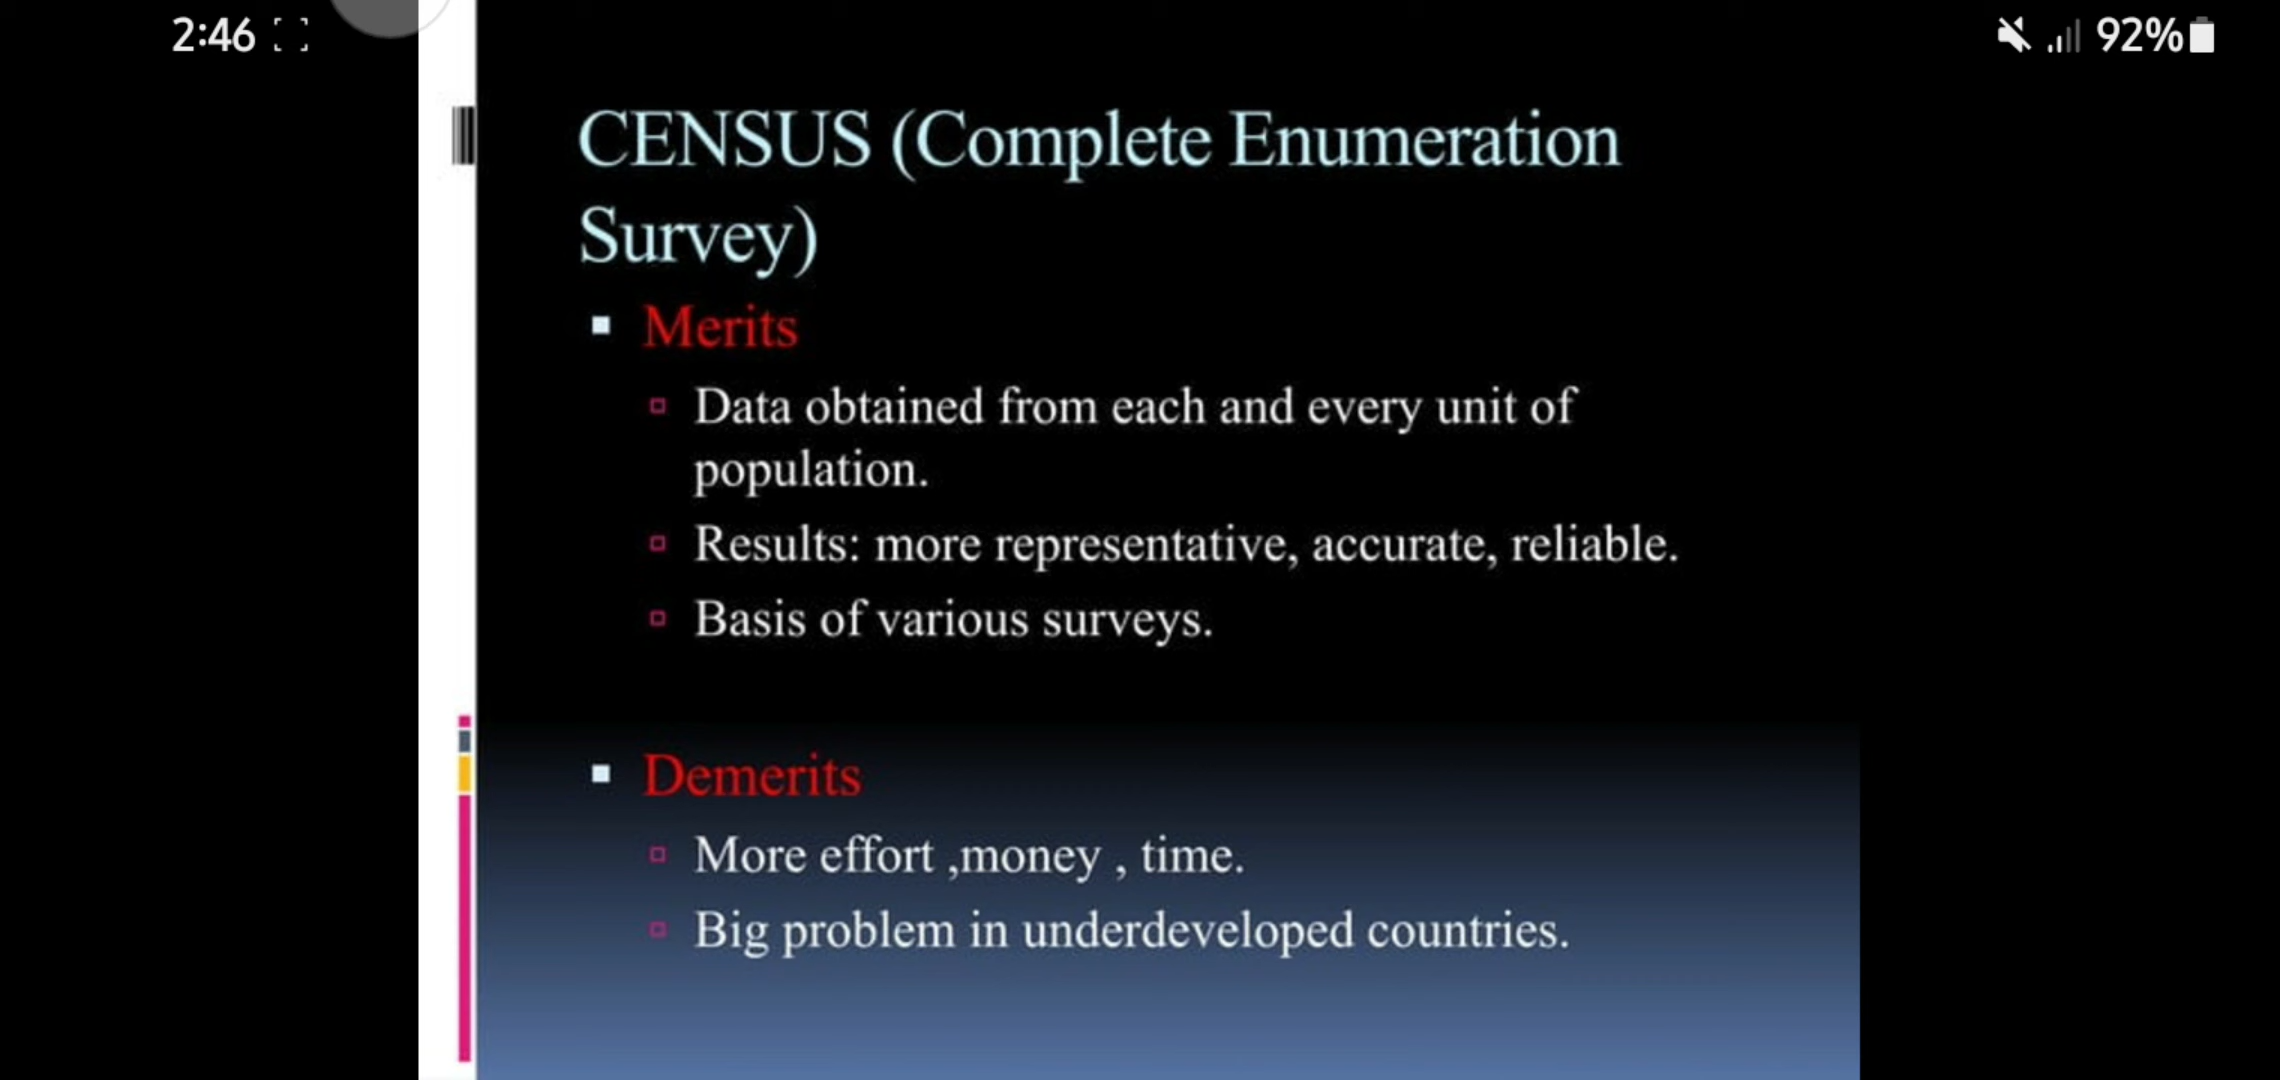 2:46
92%
CENSUS (Complete Enumeration
Survey)
Merits
Data obtained from each and every unit of
population.
Results: more representative, accurate, reliable.
Basis of various surveys.
Demerits
More effort ,money , time.
Big problem in underdeveloped countries.